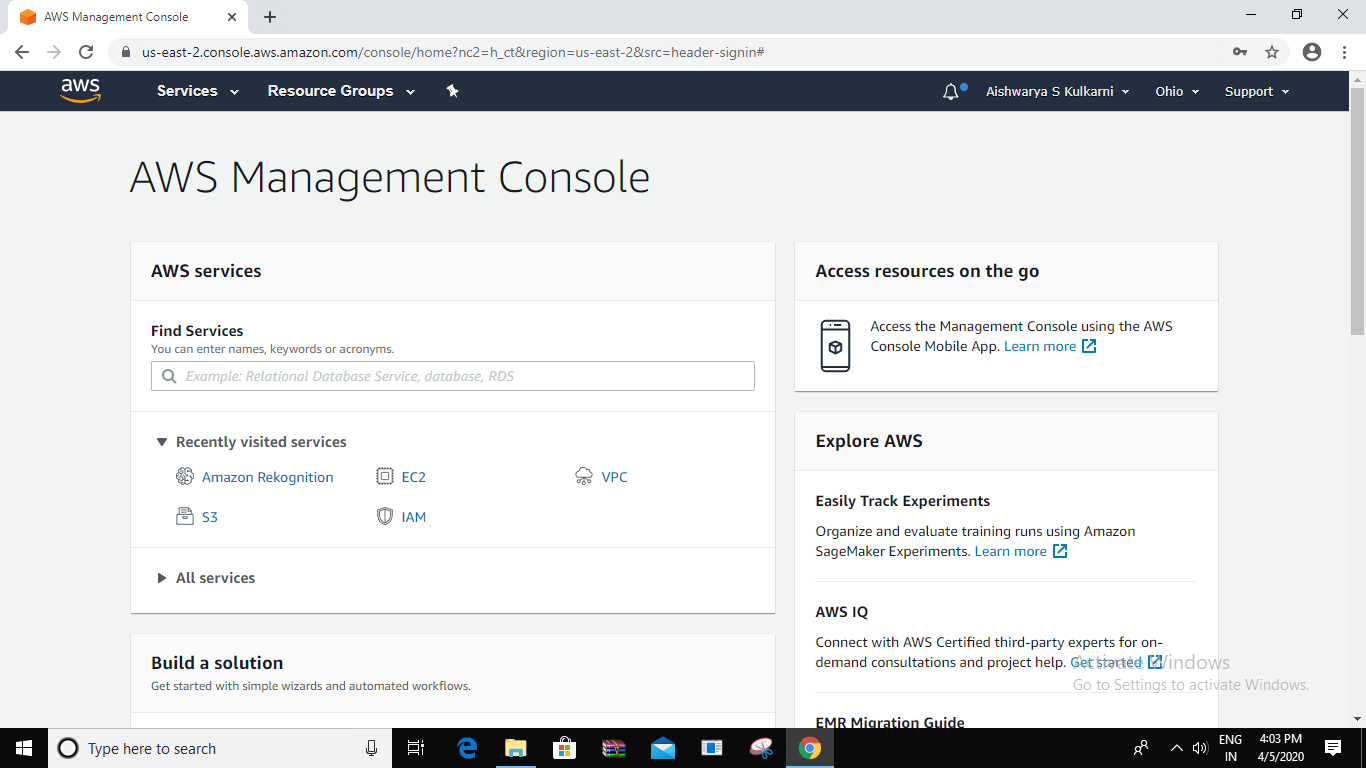 AWS Management Console
us-east-2.console.aws.amazon.com/console/home?nc2=h_ct&region=us-east-2&src=header-signin#
aws Services Resource Groups Aishwarya S Kulkarni Ohio Support
AWS Management Console
AWS services
Find Services
You can enter names, keywords or acronyms.
Example: Relational Database Service, database, RDS
Recently visited services
Amazon Rekognition EC2 VPC
S3 IAM
All services
Build a solution
Get started with simple wizards and automated workflows.
Access resources on the go
Access the Management Console using the AWS
Console Mobile App. Learn more
Explore AWS
Easily Track Experiments
Organize and evaluate training runs using Amazon
SageMaker Experiments. Learn more
AWS IQ
Connect with AWS Certified third-party experts for on-
demand consultations and project help. Get started
EMR Migration Guide
Activate Windows
Go to Settings to activate Windows.
Type here to search
ENG
IN
4:03 PM
4/5/2020